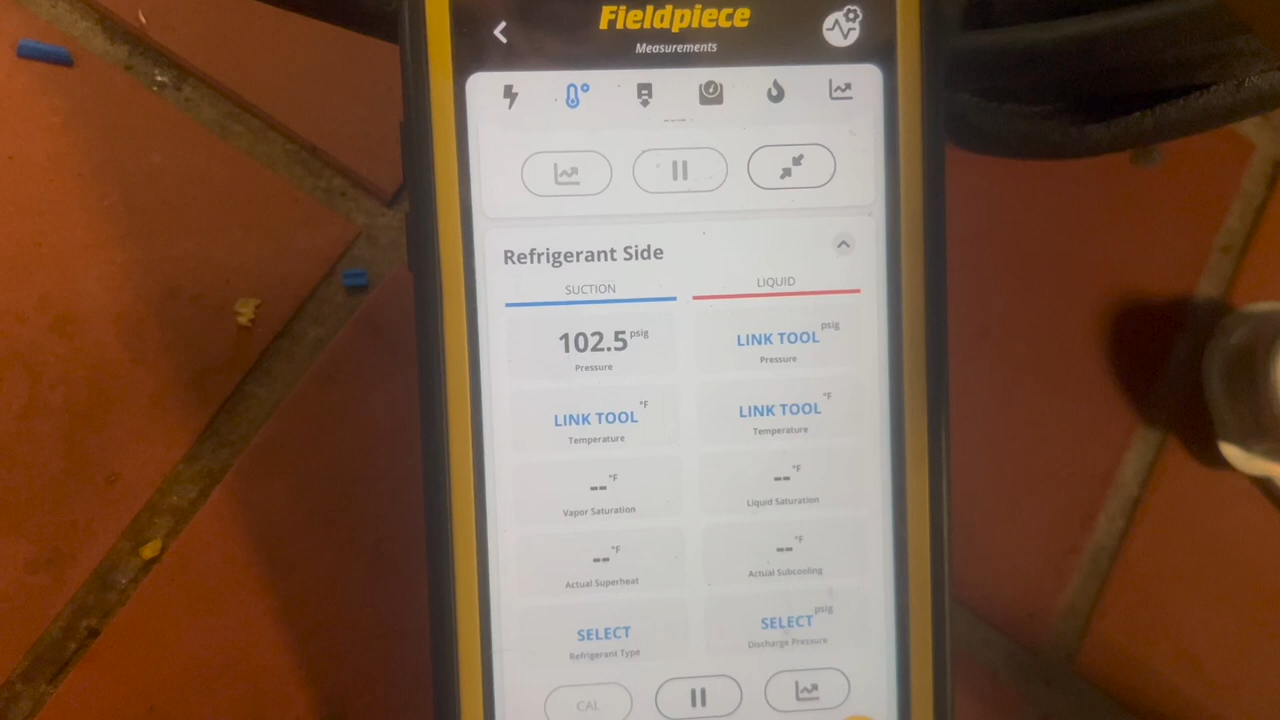 Fieldpiece
Measurements
Refrigerant Side
SUCTION
LIQUID
102.5 psig
Pressure
LINK TOOL psig
Pressure
LINK TOOL °F
Temperature
LINK TOOL °F
Temperature
-- °F
Vapor Saturation
-- °F
Liquid Saturation
-- °F
Actual Superheat
-- °F
Actual Subcooling
SELECT
Refrigerant Type
SELECT psig
Discharge Pressure
CAL